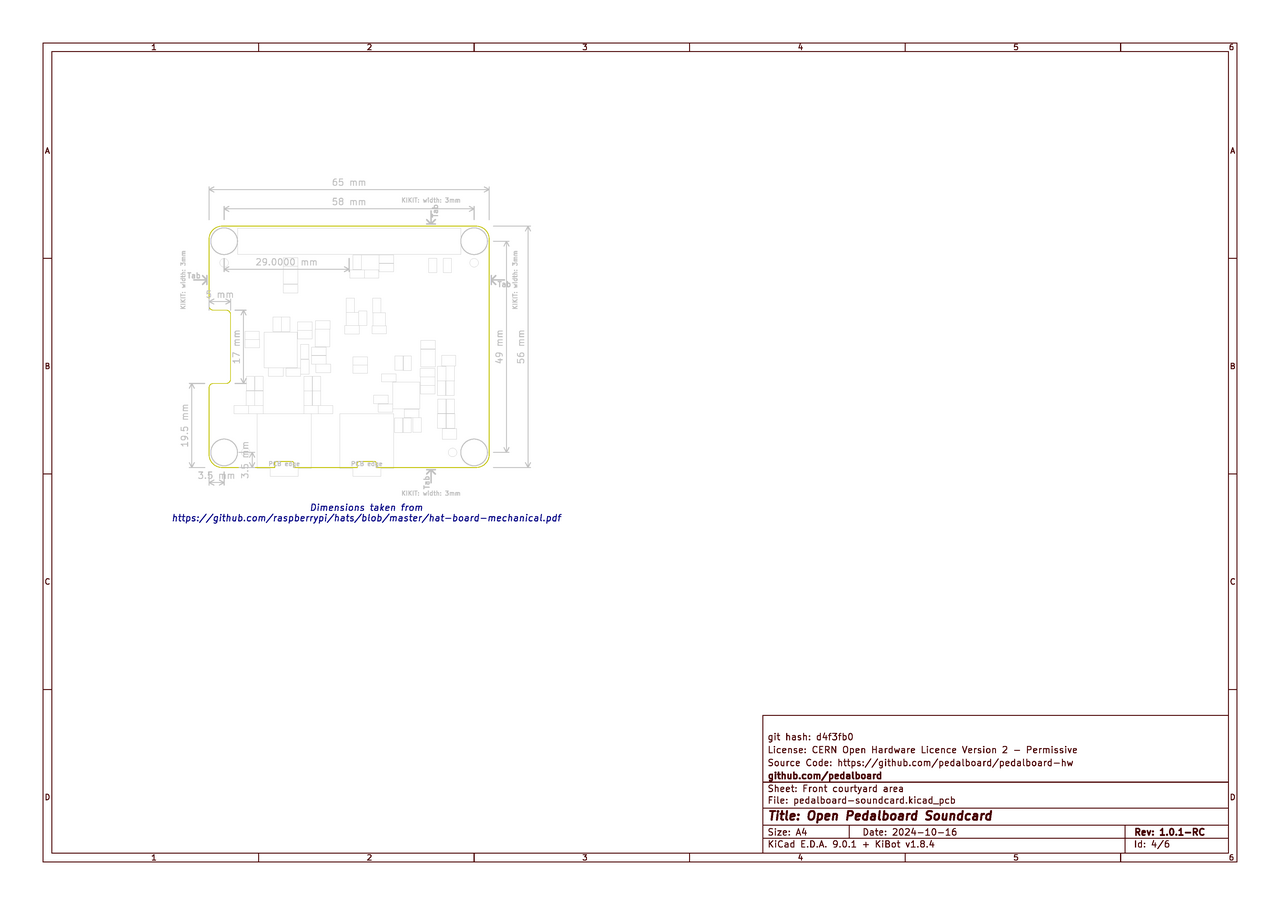 1 2 3 4 5 6
A A
65 mm
58 mm
KIKIT: width: 3mm
Tab
KIKIT: width: 3mm
29.0000 mm
KIKIT: width: 3mm
Tab
Tab
5 mm
17 mm
49 mm
56 mm
B B
19.5 mm
3.5 mm
PCB edge
PCB edge
3.5 mm
Tab
KIKIT: width: 3mm
Dimensions taken from
https://github.com/raspberrypi/hats/blob/master/hat-board-mechanical.pdf
C C
git hash: d4f3fb0
License: CERN Open Hardware Licence Version 2 - Permissive
Source Code: https://github.com/pedalboard/pedalboard-hw
github.com/pedalboard
Sheet: Front courtyard area
D D
File: pedalboard-soundcard.kicad_pcb
Title: Open Pedalboard Soundcard
Size: A4 Date: 2024-10-16 Rev: 1.0.1-RC
KiCad E.D.A. 9.0.1 + KiBot v1.8.4 Id: 4/6
1 2 3 4 5 6